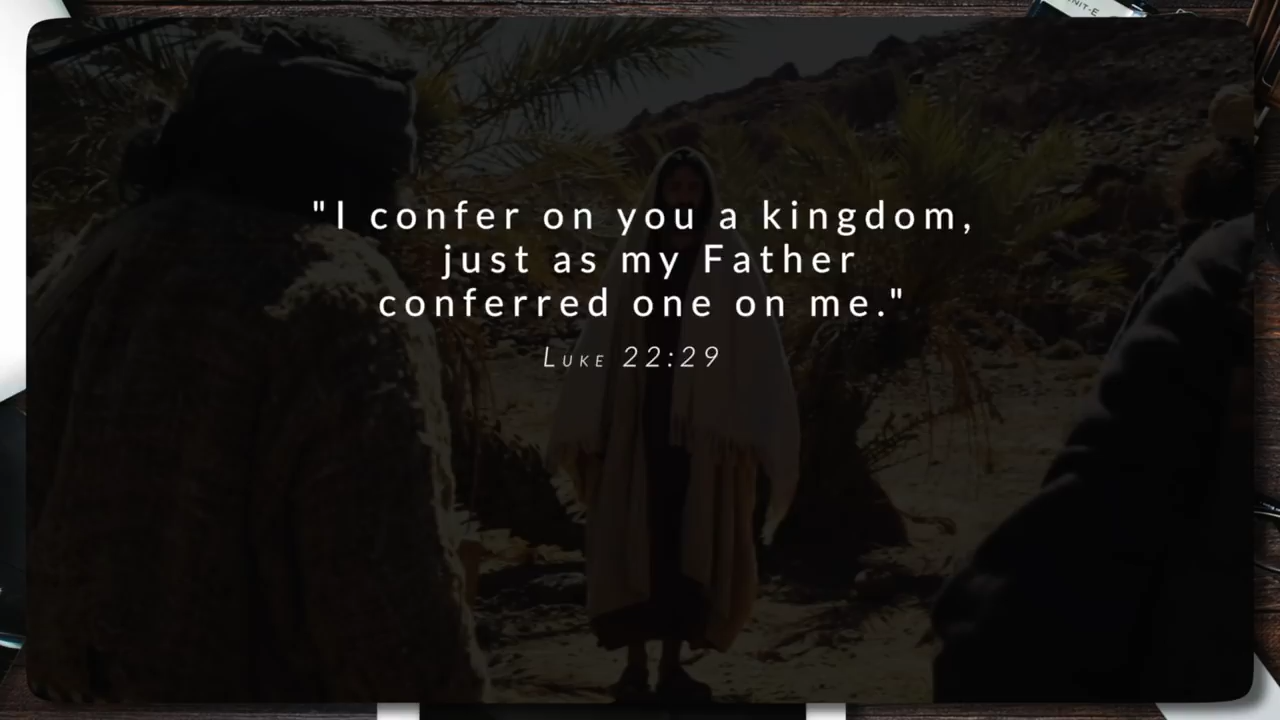 "I confer on you a kingdom,
just as my Father
conferred one on me."
Luke 22:29